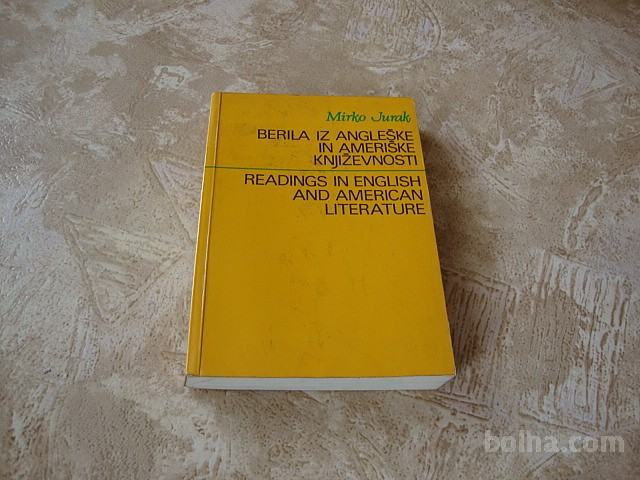 Mirko Jurak
BERILA IZ ANGLEŠKE
IN AMERIŠKE
KNJIŽEVNOSTI
READINGS IN ENGLISH
AND AMERICAN
LITERATURE
bolha.com